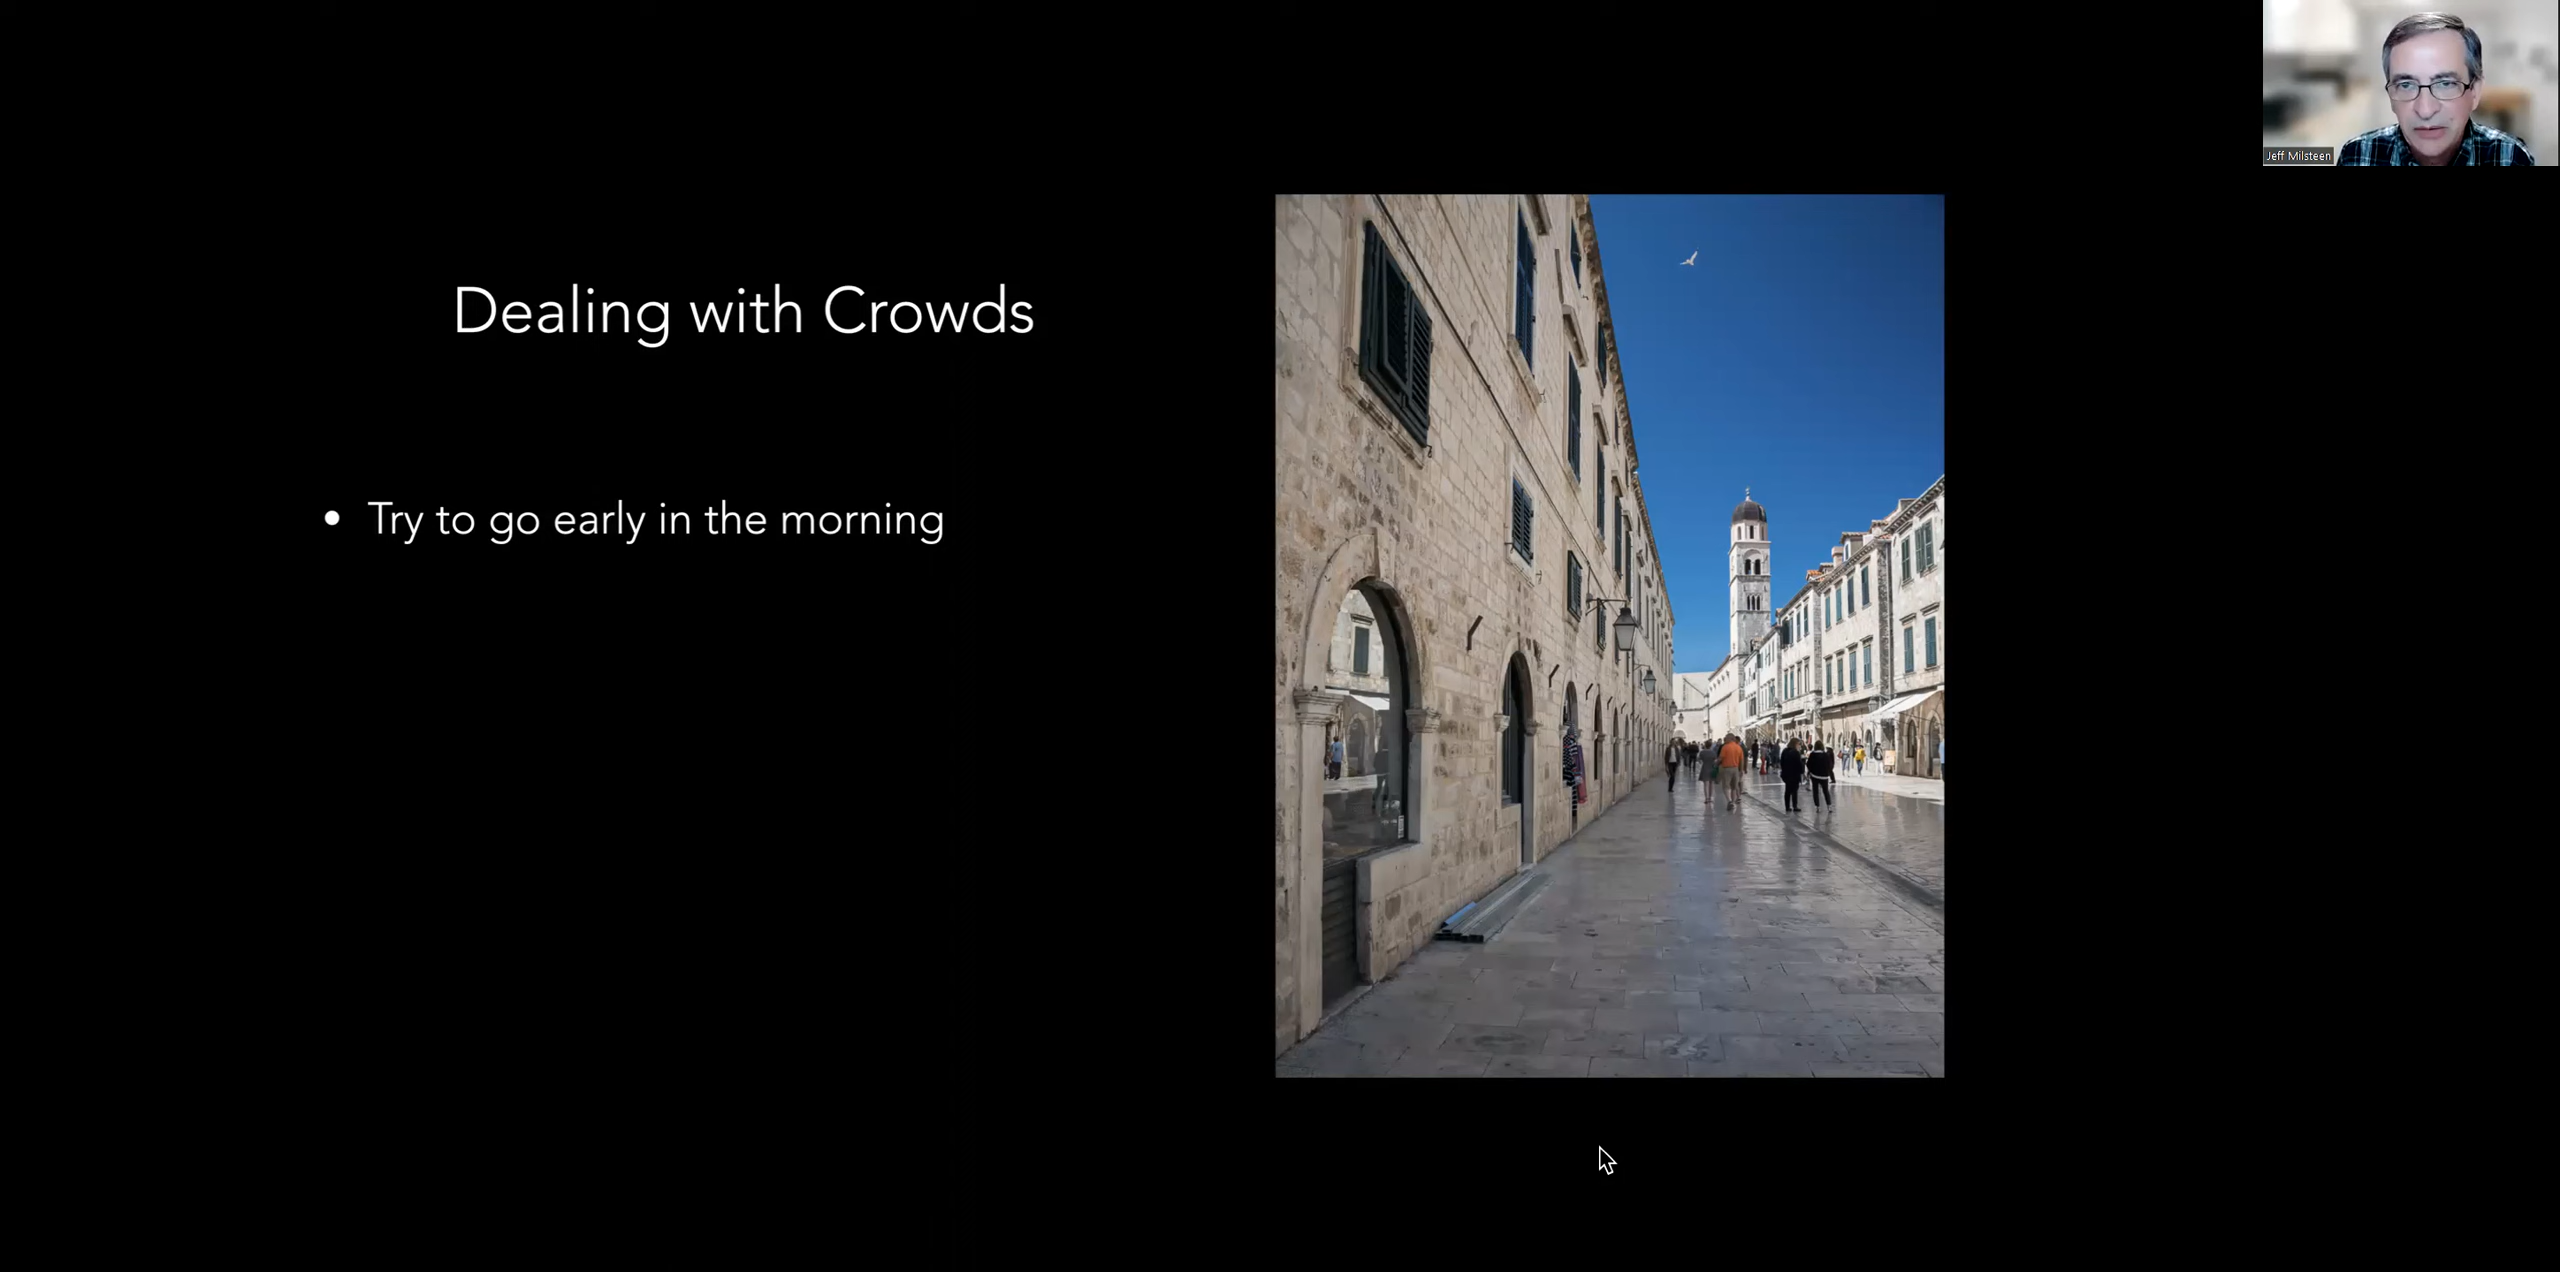 Jeff Milsteen
Dealing with Crowds
• Try to go early in the morning